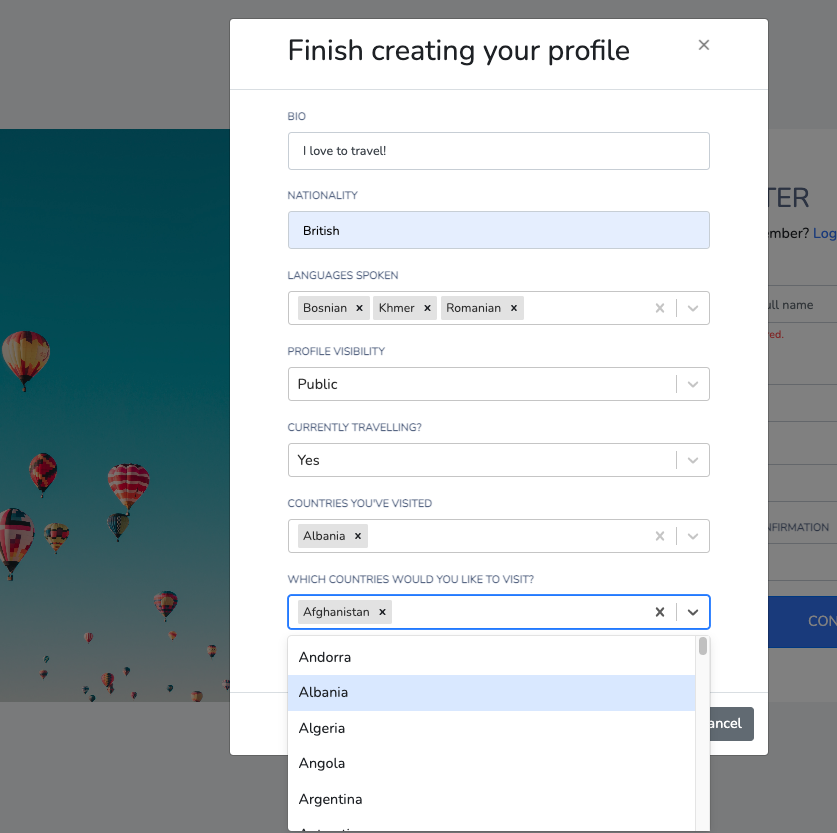 Finish creating your profile
×
BIO
I love to travel!
NATIONALITY
British
LANGUAGES SPOKEN
Bosnian × Khmer × Romanian ×
PROFILE VISIBILITY
Public
CURRENTLY TRAVELLING?
Yes
COUNTRIES YOU'VE VISITED
Albania ×
WHICH COUNTRIES WOULD YOU LIKE TO VISIT?
Afghanistan ×
Andorra
Albania
Algeria
Angola
Argentina
ancel
TER
ember? Log
ull name
red.
NFIRMATION
CON